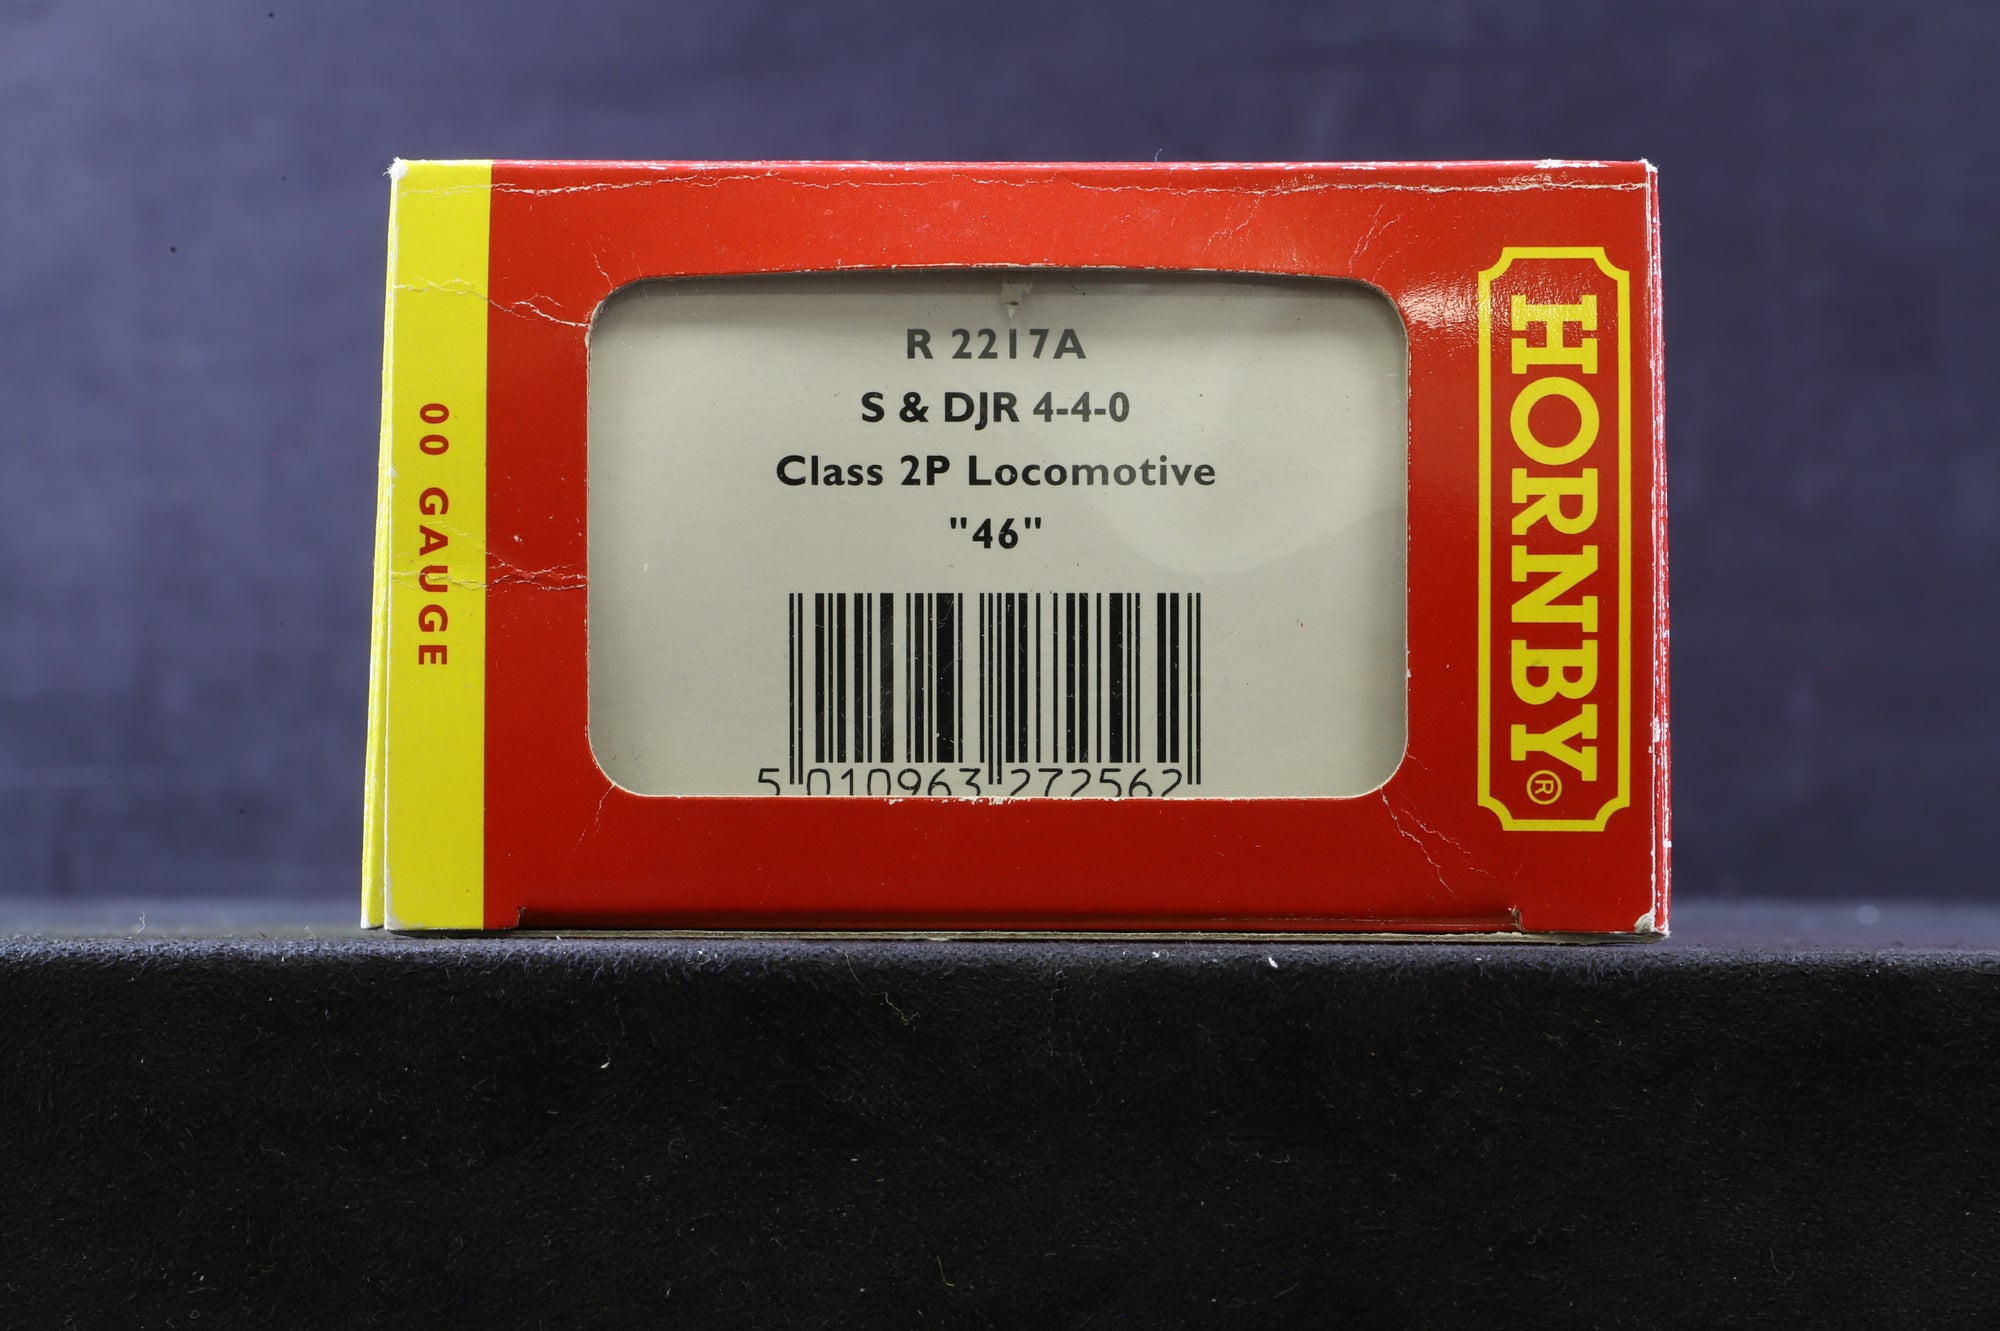 00 GAUGE
R 2217A
S & DJR 4-4-0
Class 2P Locomotive
"46"
5 010963 272562
HORNBY®